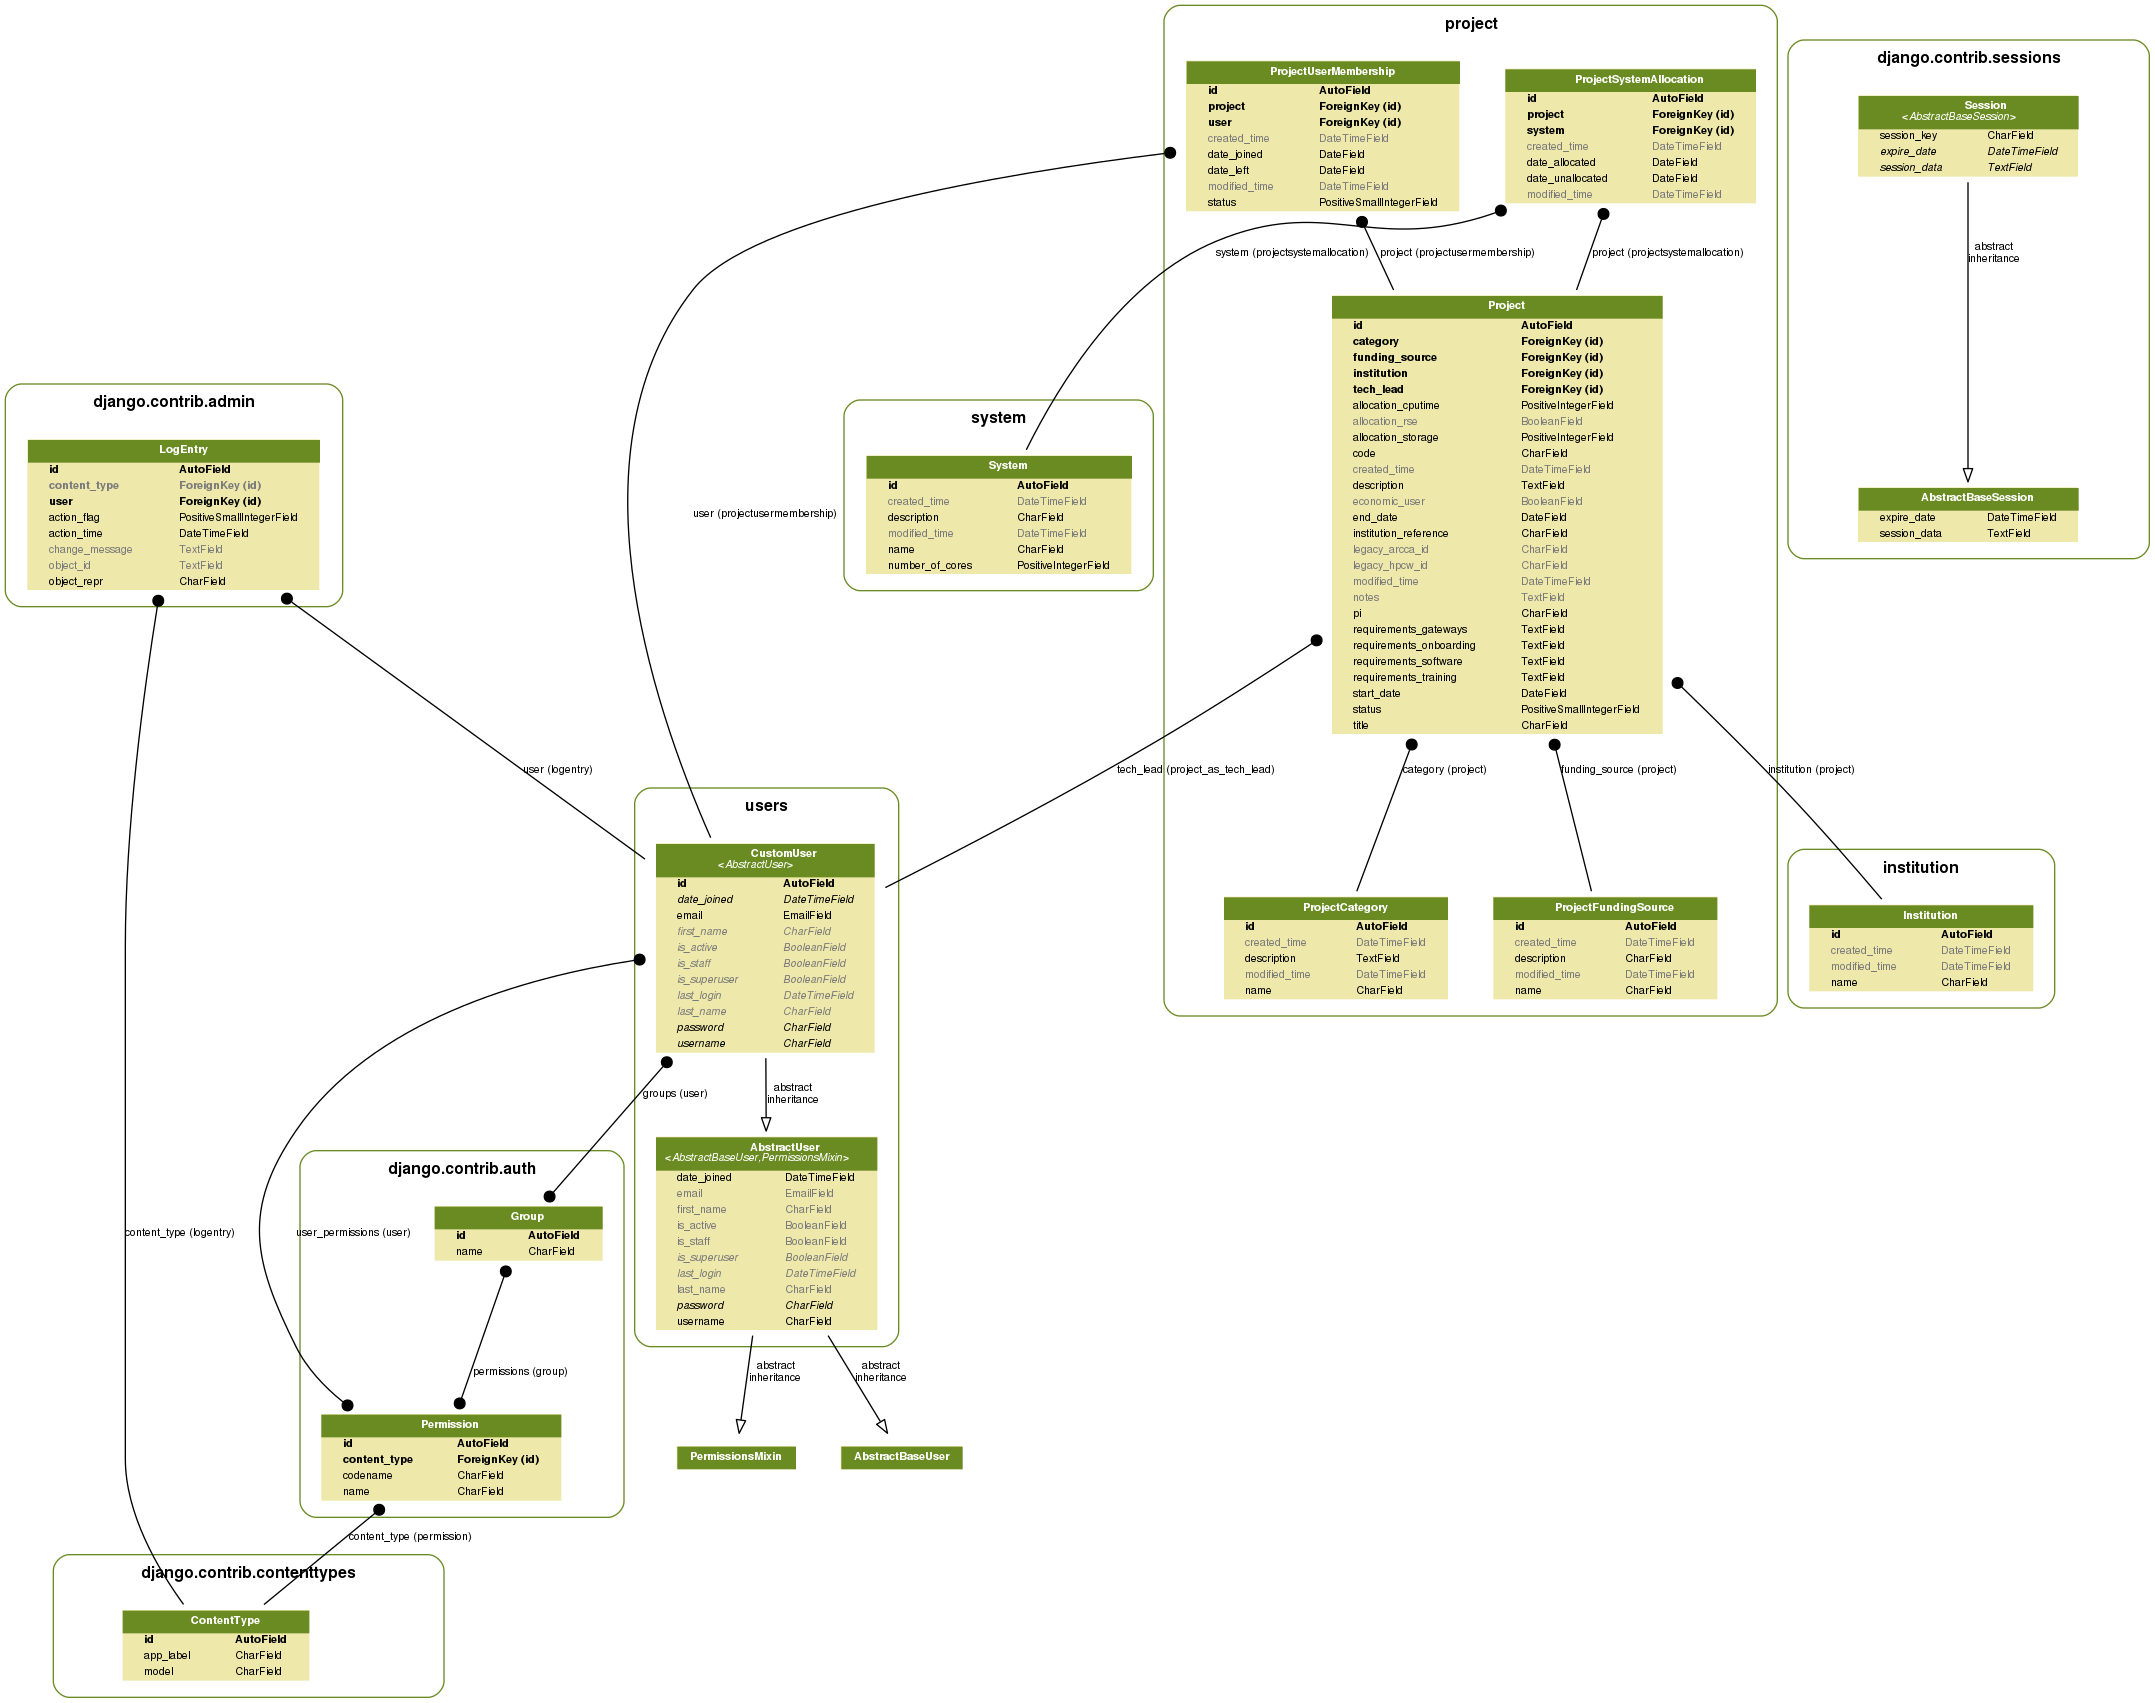 project
ProjectUserMembership
id AutoField
project ForeignKey (id)
user ForeignKey (id)
created_time DateTimeField
date_joined DateField
date_left DateField
modified_time DateTimeField
status PositiveSmallIntegerField
ProjectSystemAllocation
id AutoField
project ForeignKey (id)
system ForeignKey (id)
created_time DateTimeField
date_allocated DateField
date_unallocated DateField
modified_time DateTimeField
system (projectsystemallocation)
project (projectusermembership)
project (projectsystemallocation)
Project
id AutoField
category ForeignKey (id)
funding_source ForeignKey (id)
institution ForeignKey (id)
tech_lead ForeignKey (id)
allocation_cputime PositiveIntegerField
allocation_rse BooleanField
allocation_storage PositiveIntegerField
code CharField
created_time DateTimeField
description TextField
economic_user BooleanField
end_date DateField
institution_reference CharField
legacy_arcca_id CharField
legacy_hpcw_id CharField
modified_time DateTimeField
notes TextField
pi CharField
requirements_gateways TextField
requirements_onboarding TextField
requirements_software TextField
requirements_training TextField
start_date DateField
status PositiveSmallIntegerField
title CharField
tech_lead (project_as_tech_lead)
category (project)
funding_source (project)
institution (project)
ProjectCategory
id AutoField
created_time DateTimeField
description TextField
modified_time DateTimeField
name CharField
ProjectFundingSource
id AutoField
created_time DateTimeField
description CharField
modified_time DateTimeField
name CharField
django.contrib.sessions
Session
<AbstractBaseSession>
session_key CharField
expire_date DateTimeField
session_data TextField
abstract
inheritance
AbstractBaseSession
expire_date DateTimeField
session_data TextField
institution
Institution
id AutoField
created_time DateTimeField
modified_time DateTimeField
name CharField
system
System
id AutoField
created_time DateTimeField
description CharField
modified_time DateTimeField
name CharField
number_of_cores PositiveIntegerField
user (projectusermembership)
django.contrib.admin
LogEntry
id AutoField
content_type ForeignKey (id)
user ForeignKey (id)
action_flag PositiveSmallIntegerField
action_time DateTimeField
change_message TextField
object_id TextField
object_repr CharField
user (logentry)
users
CustomUser
<AbstractUser>
id AutoField
date_joined DateTimeField
email EmailField
first_name CharField
is_active BooleanField
is_staff BooleanField
is_superuser BooleanField
last_login DateTimeField
last_name CharField
password CharField
username CharField
groups (user)
abstract
inheritance
AbstractUser
<AbstractBaseUser,PermissionsMixin>
date_joined DateTimeField
email EmailField
first_name CharField
is_active BooleanField
is_staff BooleanField
is_superuser BooleanField
last_login DateTimeField
last_name CharField
password CharField
username CharField
abstract
inheritance
abstract
inheritance
PermissionsMixin
AbstractBaseUser
django.contrib.auth
Group
id AutoField
name CharField
content_type (logentry)
user_permissions (user)
permissions (group)
Permission
id AutoField
content_type ForeignKey (id)
codename CharField
name CharField
content_type (permission)
django.contrib.contenttypes
ContentType
id AutoField
app_label CharField
model CharField